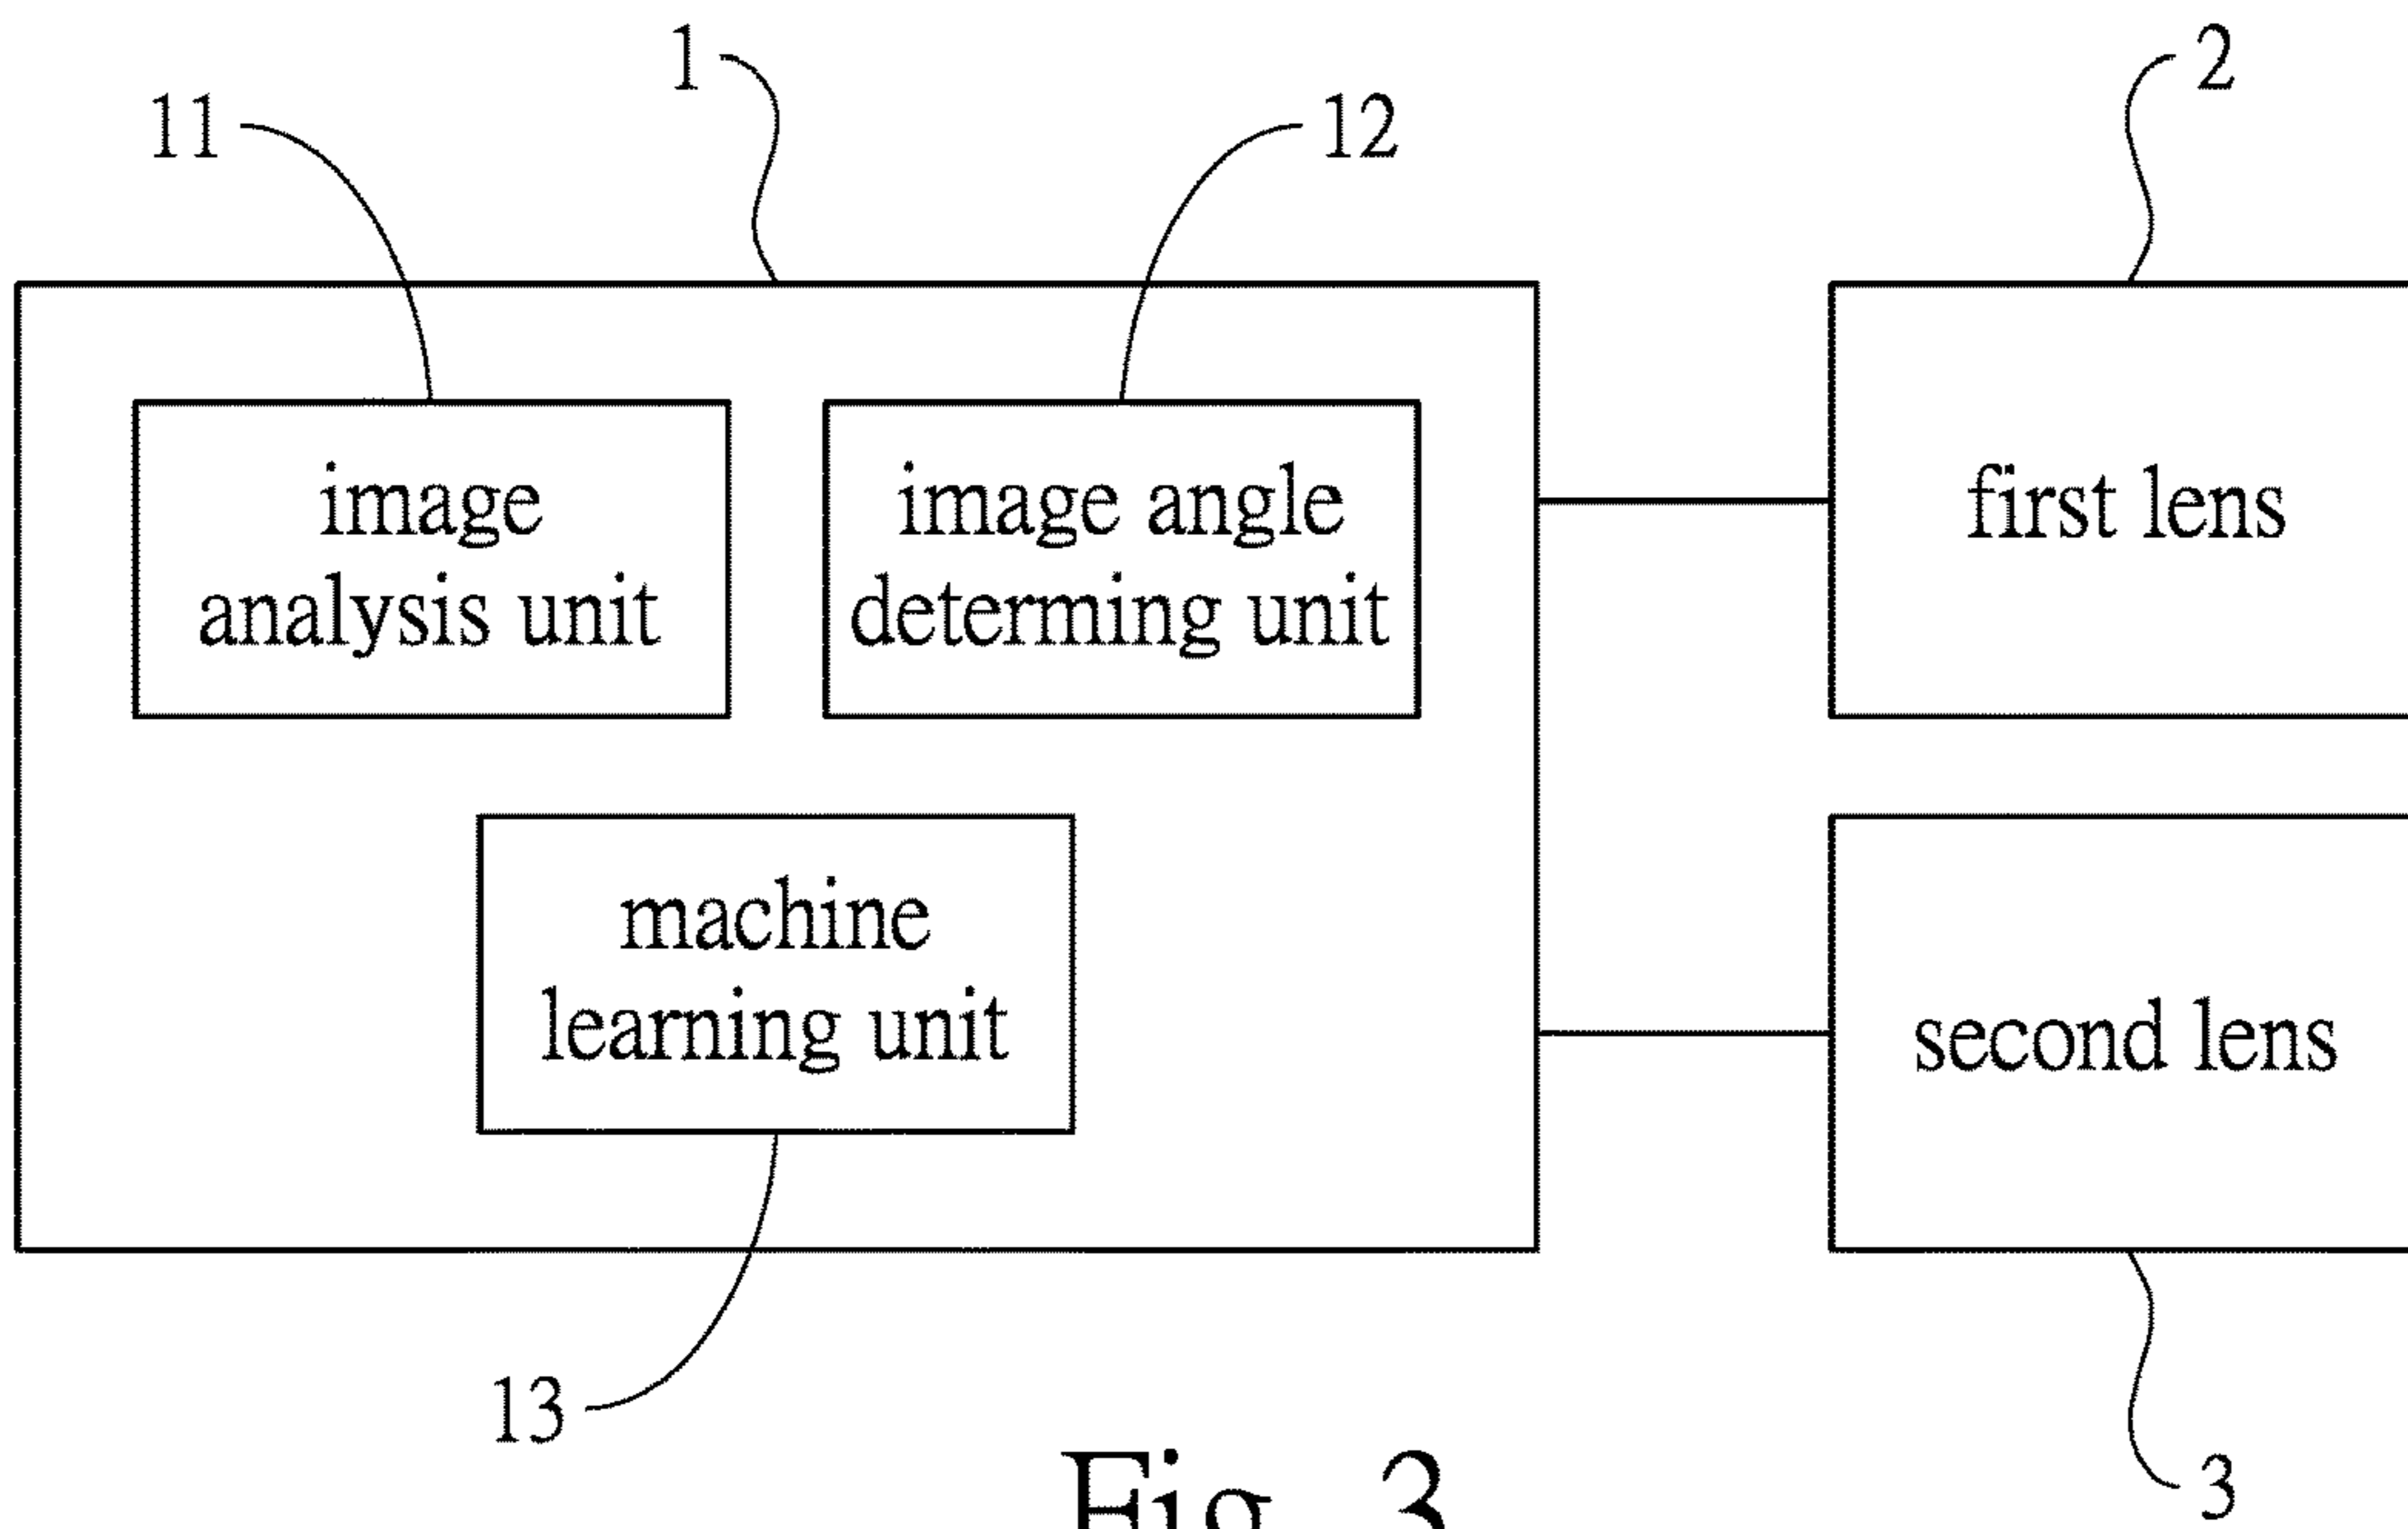 1
2
11
12
image
analysis unit
image angle
determing unit
first lens
machine
learning unit
second lens
13
3
Fig. 3